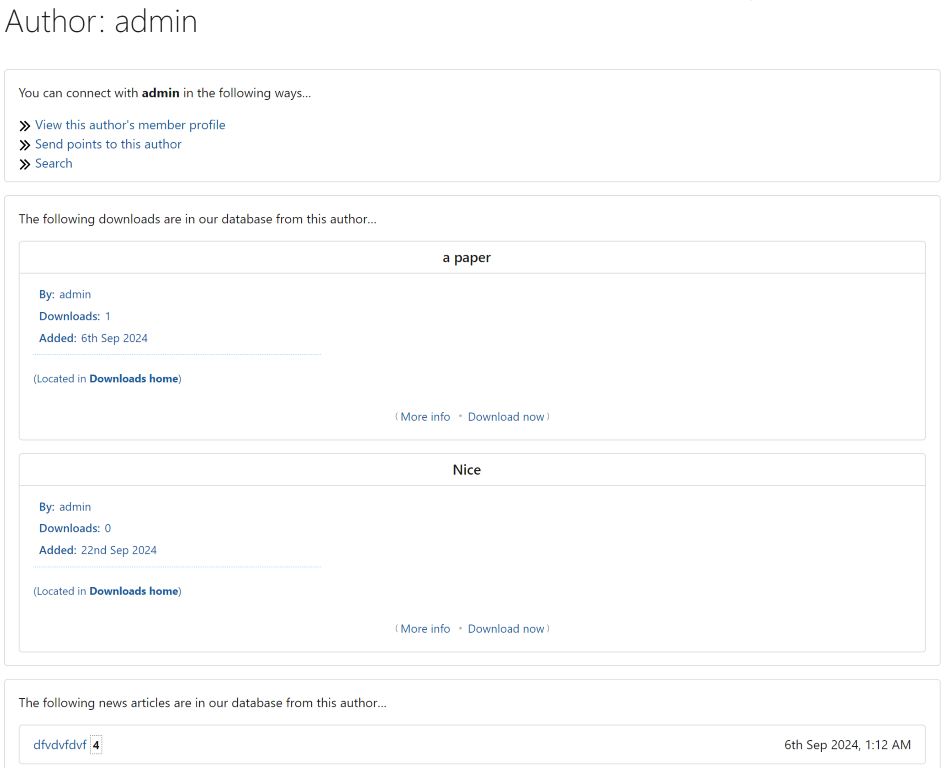 Author: admin
You can connect with admin in the following ways...
View this author's member profile
Send points to this author
Search
The following downloads are in our database from this author...
a paper
By: admin
Downloads: 1
Added: 6th Sep 2024
(Located in Downloads home)
( More info • Download now )
Nice
By: admin
Downloads: 0
Added: 22nd Sep 2024
(Located in Downloads home)
( More info • Download now )
The following news articles are in our database from this author...
dfvdvfdvf 4 6th Sep 2024, 1:12 AM